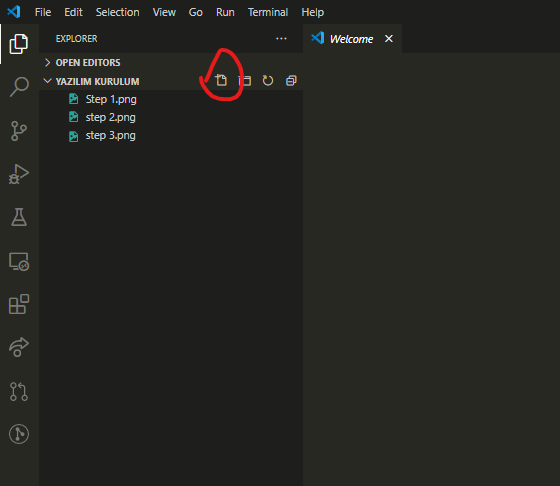 File Edit Selection View Go Run Terminal Help
EXPLORER
Welcome
OPEN EDITORS
YAZILIM KURULUM
Step 1.png
step 2.png
step 3.png